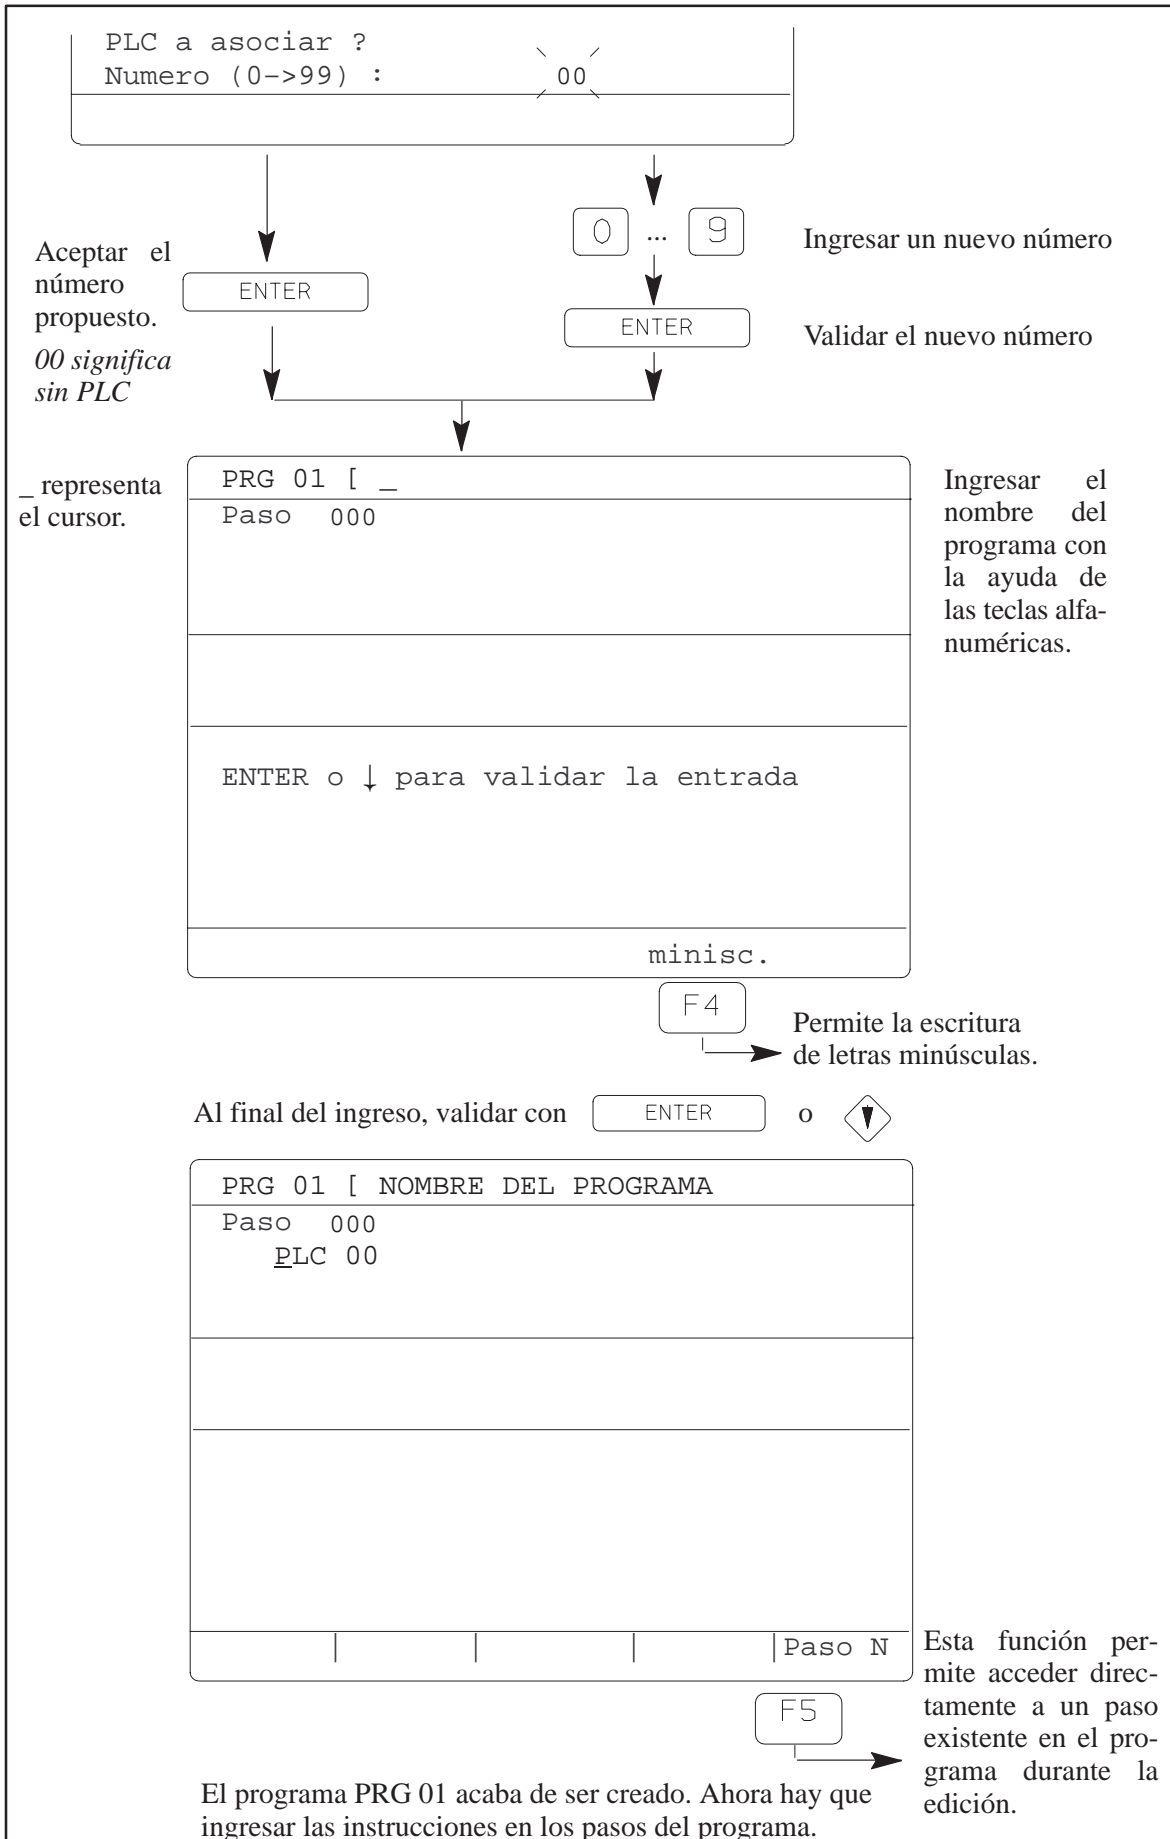 PLC a asociar ?
Numero (0->99) : 00
0 ... 9
Ingresar un nuevo número
Aceptar el
número
propuesto.
ENTER
ENTER
Validar el nuevo número
00 significa
sin PLC
_ representa
el cursor.
PRG 01 [ _
Paso 000
Ingresar el
nombre del
programa con
la ayuda de
las teclas alfa-
numéricas.
ENTER o ↓ para validar la entrada
minisc.
F4
Permite la escritura
de letras minúsculas.
Al final del ingreso, validar con ENTER o
PRG 01 [ NOMBRE DEL PROGRAMA
Paso 000
PLC 00
| | | |Paso N
F5
Esta función per-
mite acceder direc-
tamente a un paso
existente en el pro-
grama durante la
edición.
El programa PRG 01 acaba de ser creado. Ahora hay que
ingresar las instrucciones en los pasos del programa.